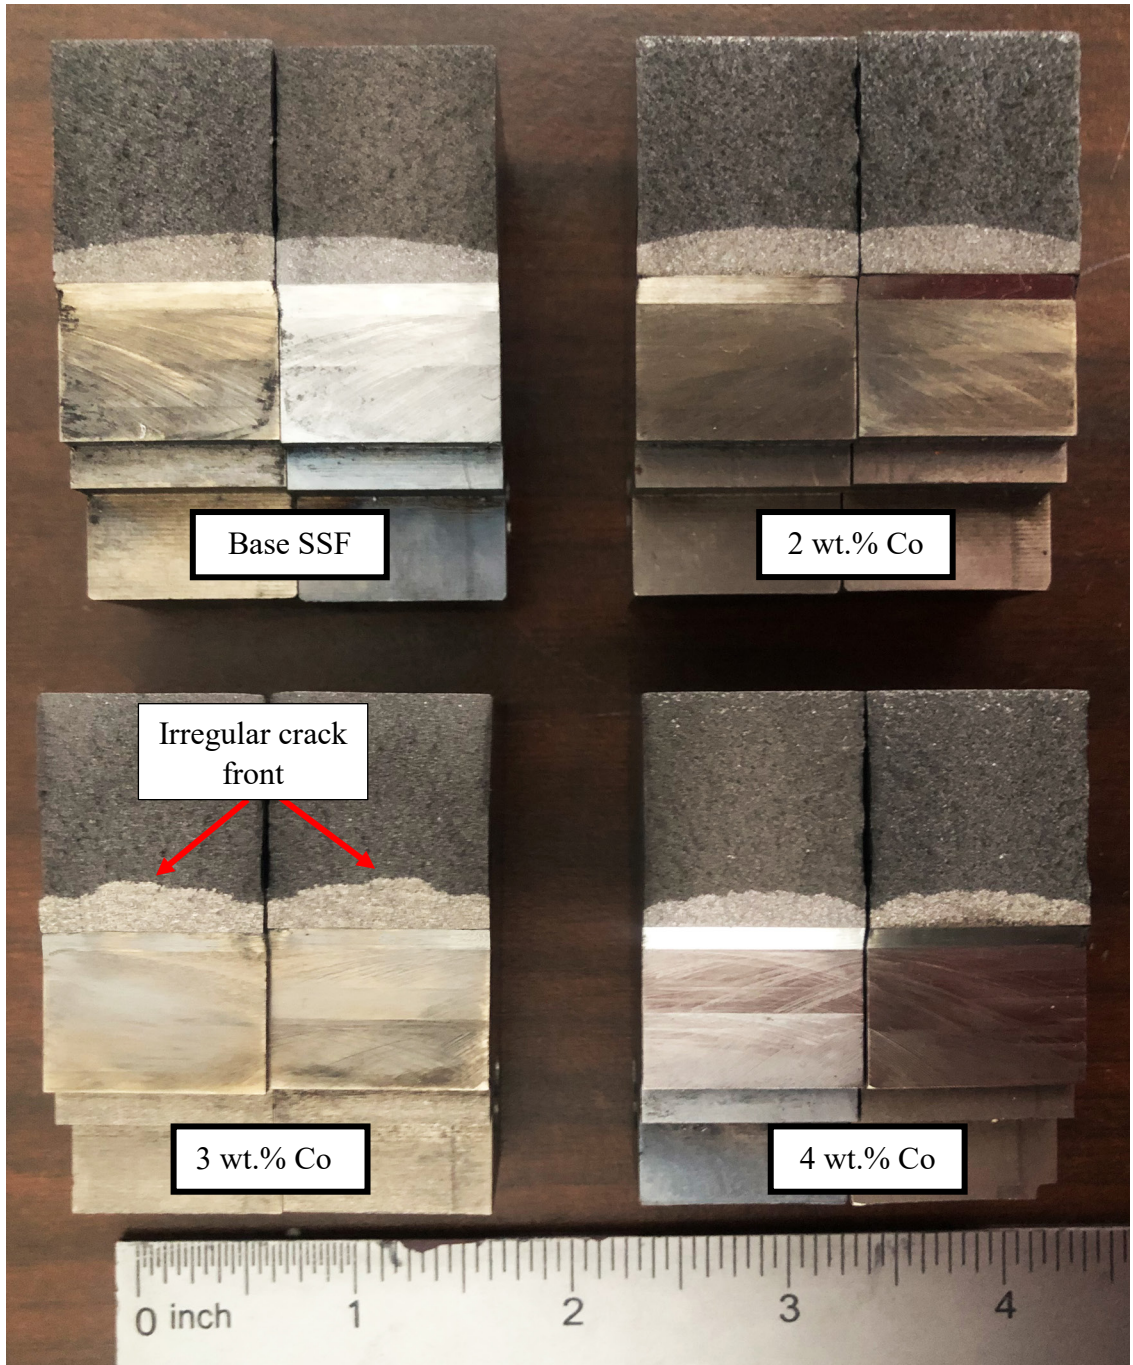 Base SSF
2 wt.% Co
Irregular crack
front
3 wt.% Co
4 wt.% Co
0 inch 1 2 3 4